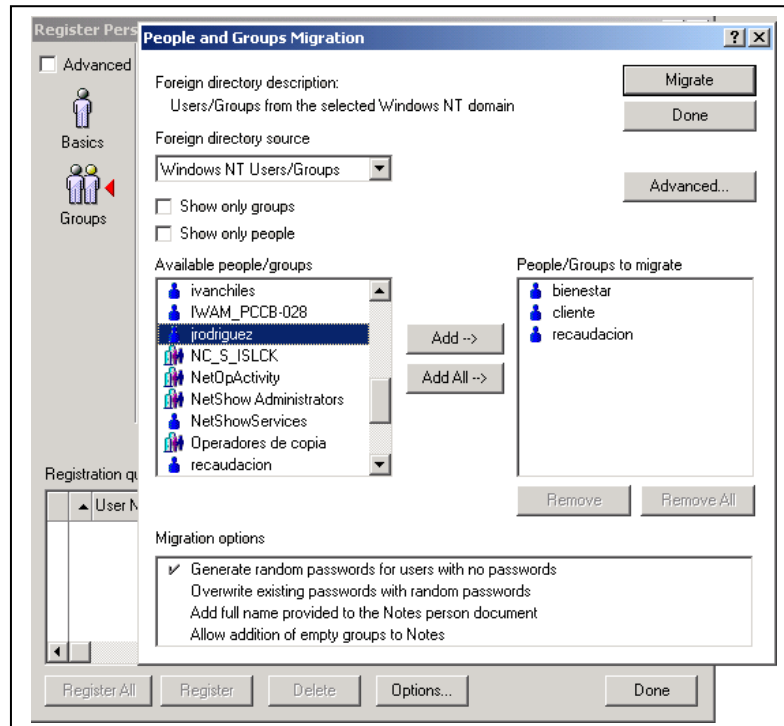 Register Pers
People and Groups Migration
Advanced
Basics
Groups
Foreign directory description:
Users/Groups from the selected Windows NT domain
Foreign directory source
Windows NT Users/Groups
Show only groups
Show only people
Migrate
Done
Advanced...
Available people/groups
ivanchiles
IWAM_PCCB-028
jrodriguez
NC_S_ISLCK
NetOpActivity
NetShow Administrators
NetShowServices
Operadores de copia
recaudacion
Add -->
Add All -->
People/Groups to migrate
bienestar
cliente
recaudacion
Remove
Remove All
Registration qu
User N
Migration options
Generate random passwords for users with no passwords
Overwrite existing passwords with random passwords
Add full name provided to the Notes person document
Allow addition of empty groups to Notes
Register All
Register
Delete
Options...
Done